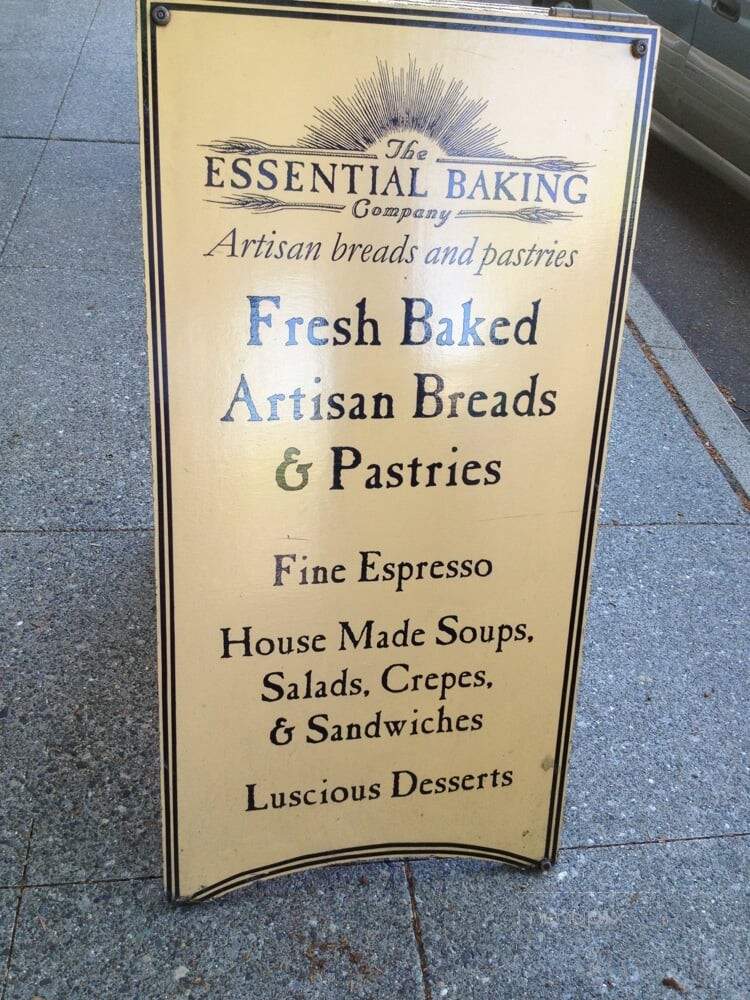 The
ESSENTIAL BAKING
Company
Artisan breads and pastries
Fresh Baked
Artisan Breads
& Pastries
Fine Espresso
House Made Soups,
Salads, Crepes,
& Sandwiches
Luscious Desserts